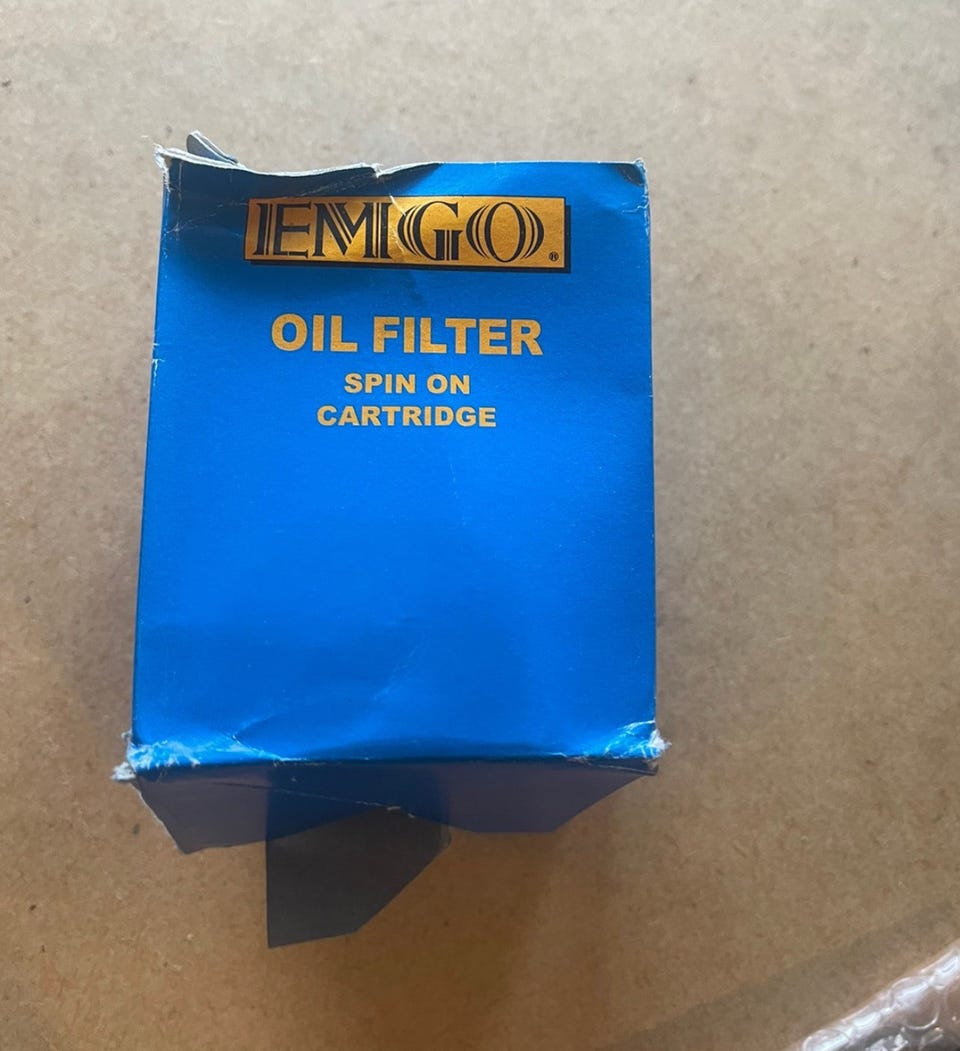 EMGO®
OIL FILTER
SPIN ON
CARTRIDGE